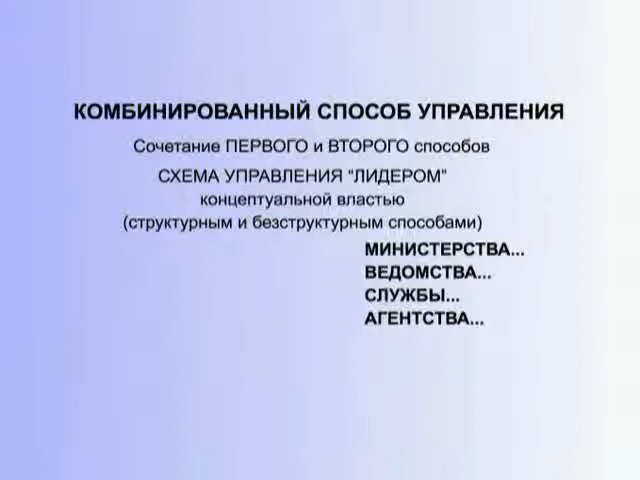 КОМБИНИРОВАННЫЙ СПОСОБ УПРАВЛЕНИЯ
Сочетание ПЕРВОГО и ВТОРОГО способов
СХЕМА УПРАВЛЕНИЯ "ЛИДЕРОМ"
концептуальной властью
(структурным и безструктурным способами)
МИНИСТЕРСТВА...
ВЕДОМСТВА...
СЛУЖБЫ...
АГЕНТСТВА...